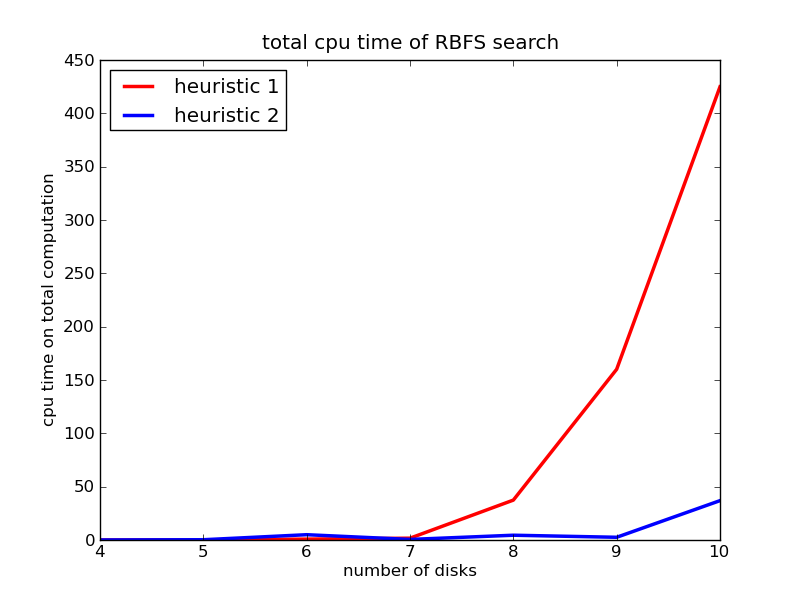 total cpu time of RBFS search
heuristic 1
heuristic 2
cpu time on total computation
450
400
350
300
250
200
150
100
50
0
4 5 6 7 8 9 10
number of disks